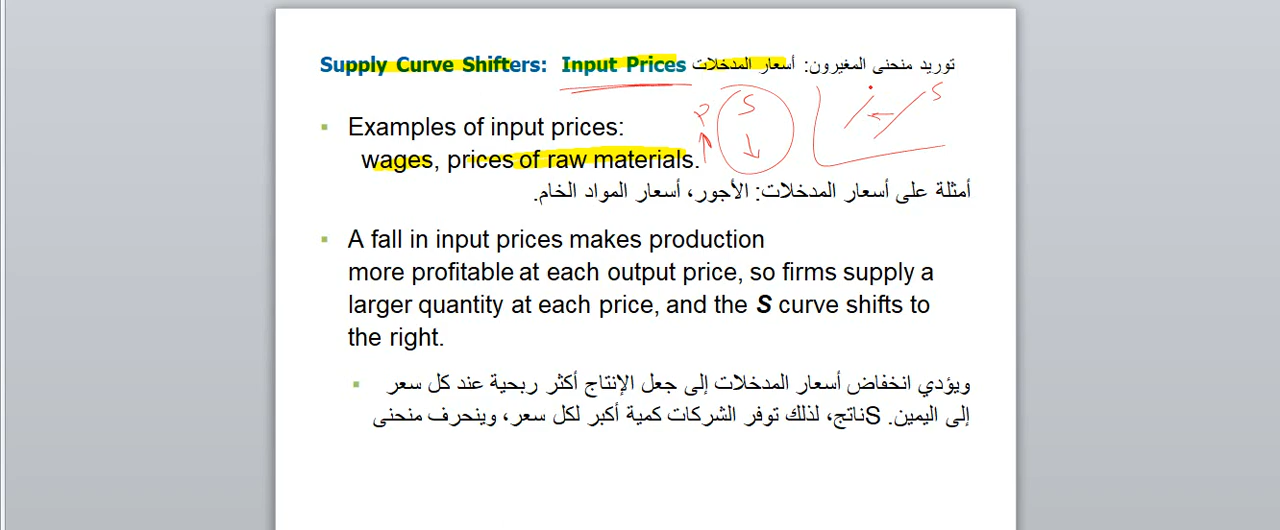 Supply Curve Shifters: Input Prices توريد منحنى المغيرون: أسعار المدخلات
P S S
Examples of input prices:
wages, prices of raw materials.
أمثلة على أسعار المدخلات: الأجور، أسعار المواد الخام.
A fall in input prices makes production
more profitable at each output price, so firms supply a
larger quantity at each price, and the S curve shifts to
the right.
ويؤدي انخفاض أسعار المدخلات إلى جعل الإنتاج أكثر ربحية عند كل سعر
إلى اليمين. Sناتج، لذلك توفر الشركات كمية أكبر لكل سعر، وينحرف منحنى